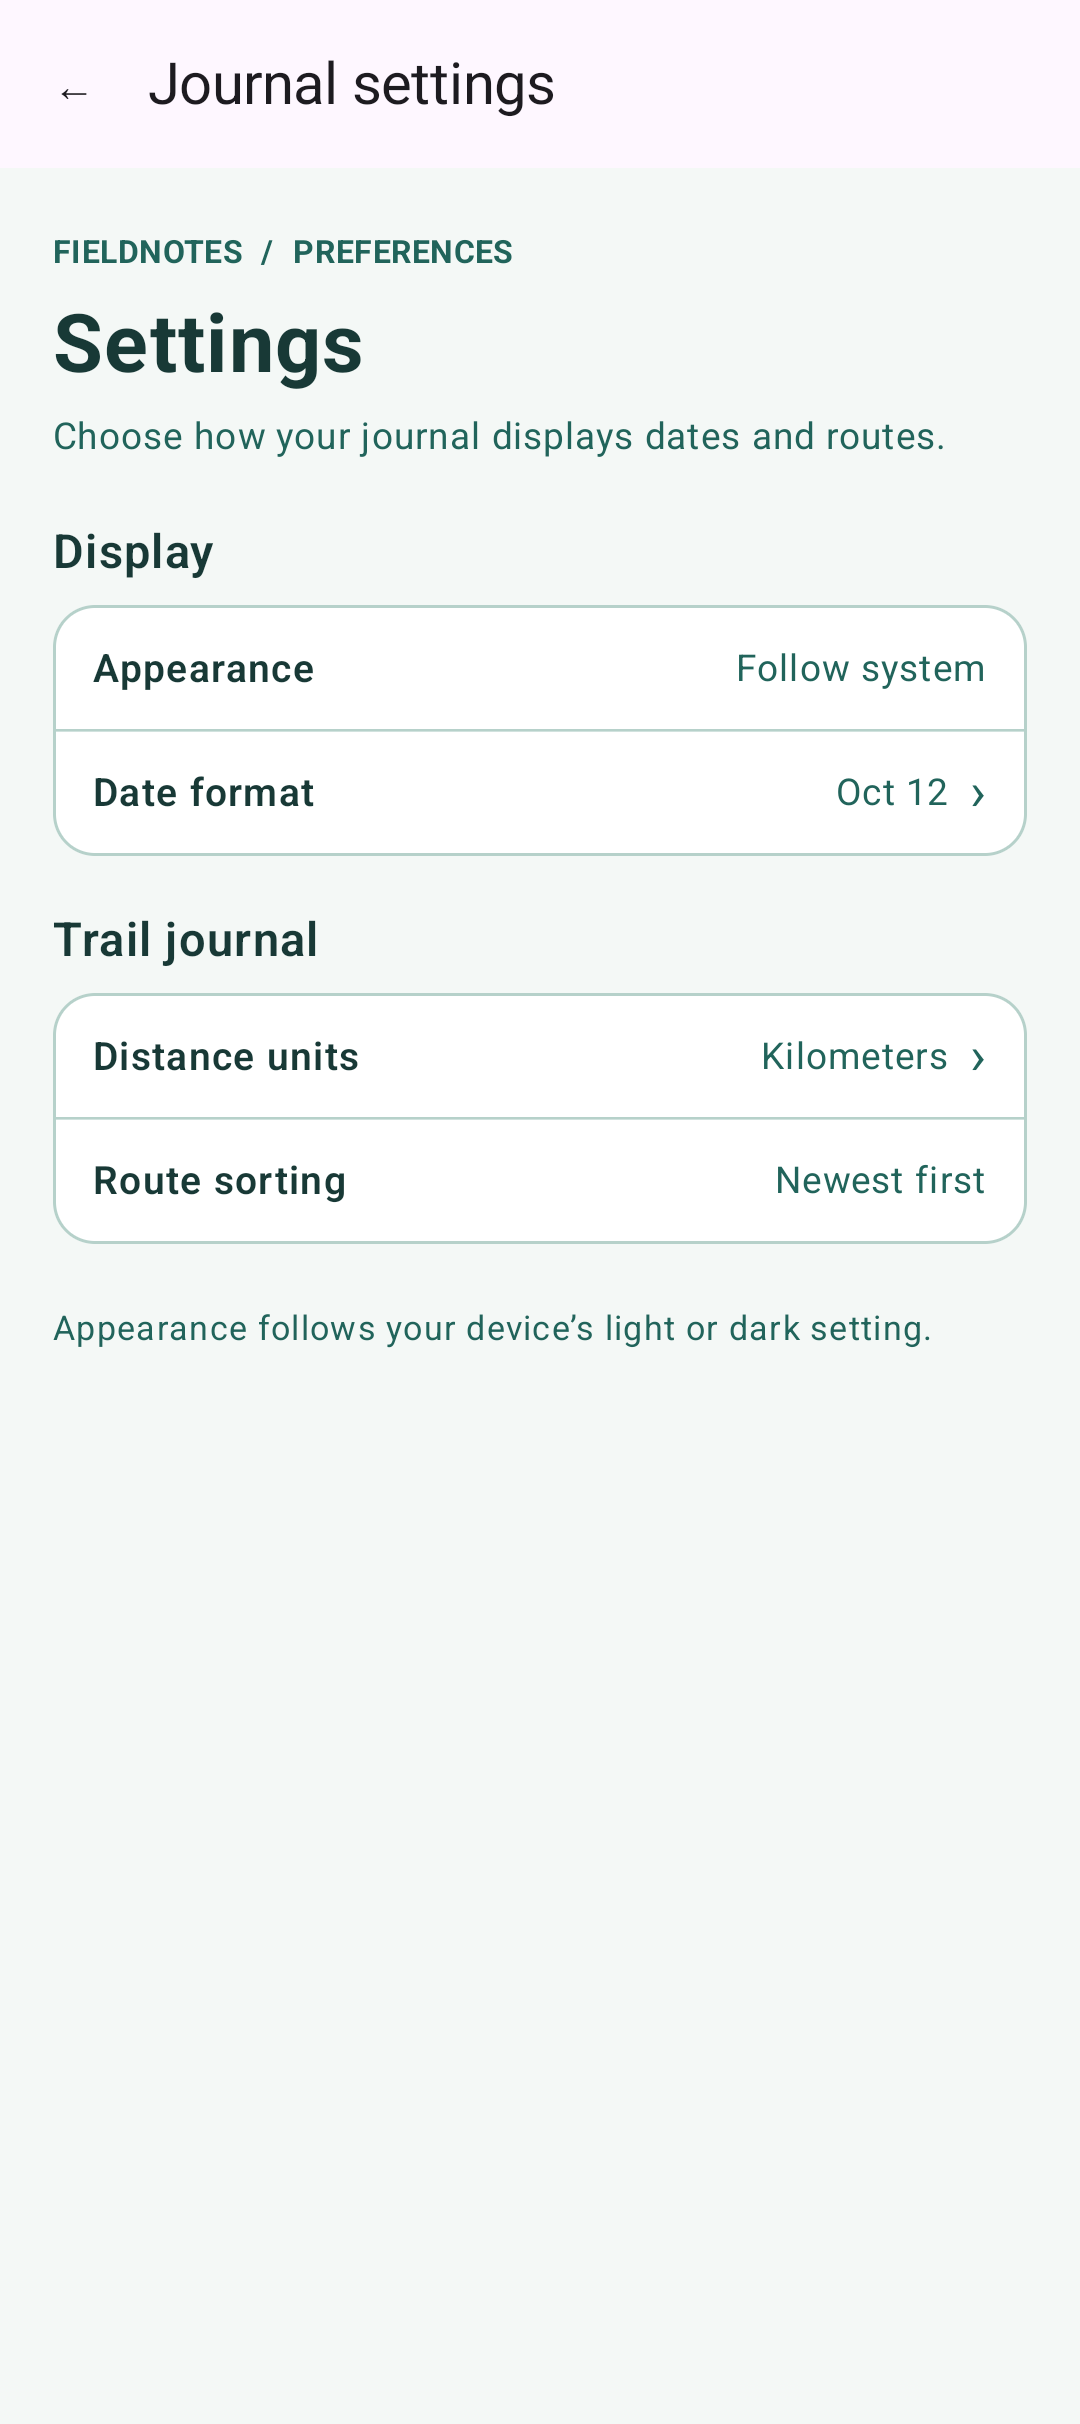 ← Journal settings
FIELDNOTES / PREFERENCES
Settings
Choose how your journal displays dates and routes.
Display
Appearance Follow system
Date format Oct 12 ›
Trail journal
Distance units Kilometers ›
Route sorting Newest first
Appearance follows your device’s light or dark setting.